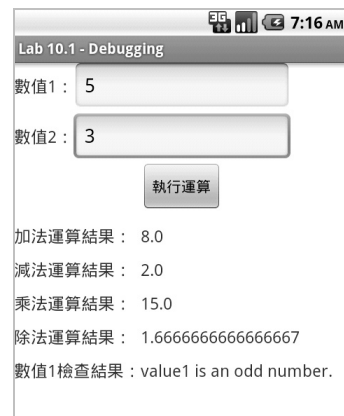 3G 7:16 AM
Lab 10.1 - Debugging
數值1： 5
數值2： 3
執行運算
加法運算結果： 8.0
減法運算結果： 2.0
乘法運算結果： 15.0
除法運算結果： 1.6666666666666667
數值1檢查結果：value1 is an odd number.